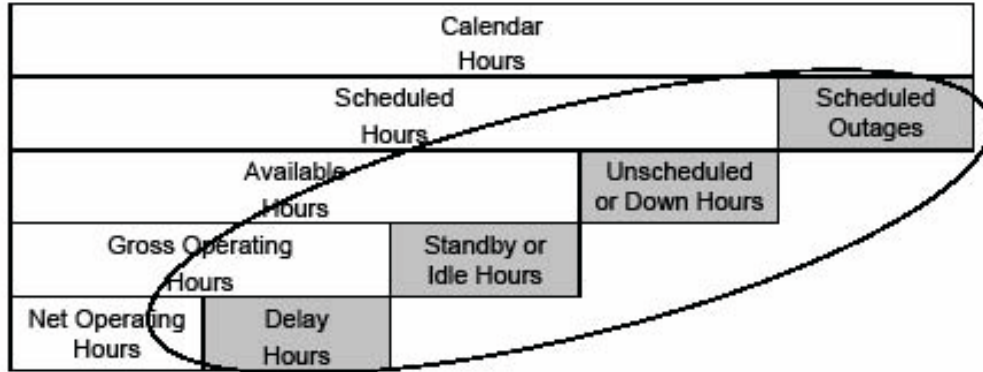 Calendar
Hours
Scheduled
Hours
Scheduled
Outages
Available
Hours
Unscheduled
or Down Hours
Gross Operating
Hours
Standby or
Idle Hours
Net Operating
Hours
Delay
Hours